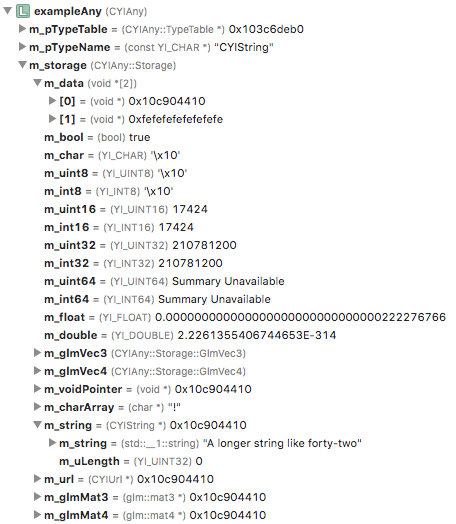 L exampleAny = (CYIAny)
m_pTypeTable = (CYIAny::TypeTable *) 0x103c6deb0
m_pTypeName = (const YI_CHAR *) "CYIString"
m_storage = (CYIAny::Storage)
m_data = (void *[2])
[0] = (void *) 0x10c904410
[1] = (void *) 0xfefefefefefefe
m_bool = (bool) true
m_char = (YI_CHAR) '\x10'
m_uint8 = (YI_UINT8) '\x10'
m_int8 = (YI_INT8) '\x10'
m_uint16 = (YI_UINT16) 17424
m_int16 = (YI_INT16) 17424
m_uint32 = (YI_UINT32) 210781200
m_int32 = (YI_INT32) 210781200
m_uint64 = (YI_UINT64) Summary Unavailable
m_int64 = (YI_INT64) Summary Unavailable
m_float = (YI_FLOAT) 0.000000000000000000000000000000222276766
m_double = (YI_DOUBLE) 2.2261355406744653E-314
m_glmVec3 = (CYIAny::Storage::GlmVec3)
m_glmVec4 = (CYIAny::Storage::GlmVec4)
m_voidPointer = (void *) 0x10c904410
m_charArray = (char *) "!"
m_string = (CYIString *) 0x10c904410
m_string = (std::__1::string) "A longer string like forty-two"
m_uLength = (YI_UINT32) 0
m_url = (CYIUrl *) 0x10c904410
m_glmMat3 = (glm::mat3 *) 0x10c904410
m_glmMat4 = (glm::mat4 *) 0x10c904410